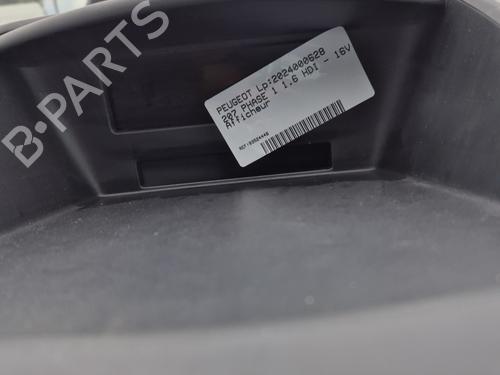 PEUGEOT Lp:2024000628
207 PHASE 1 1.6 HDI - 16V
Afficheur
B-PARTS